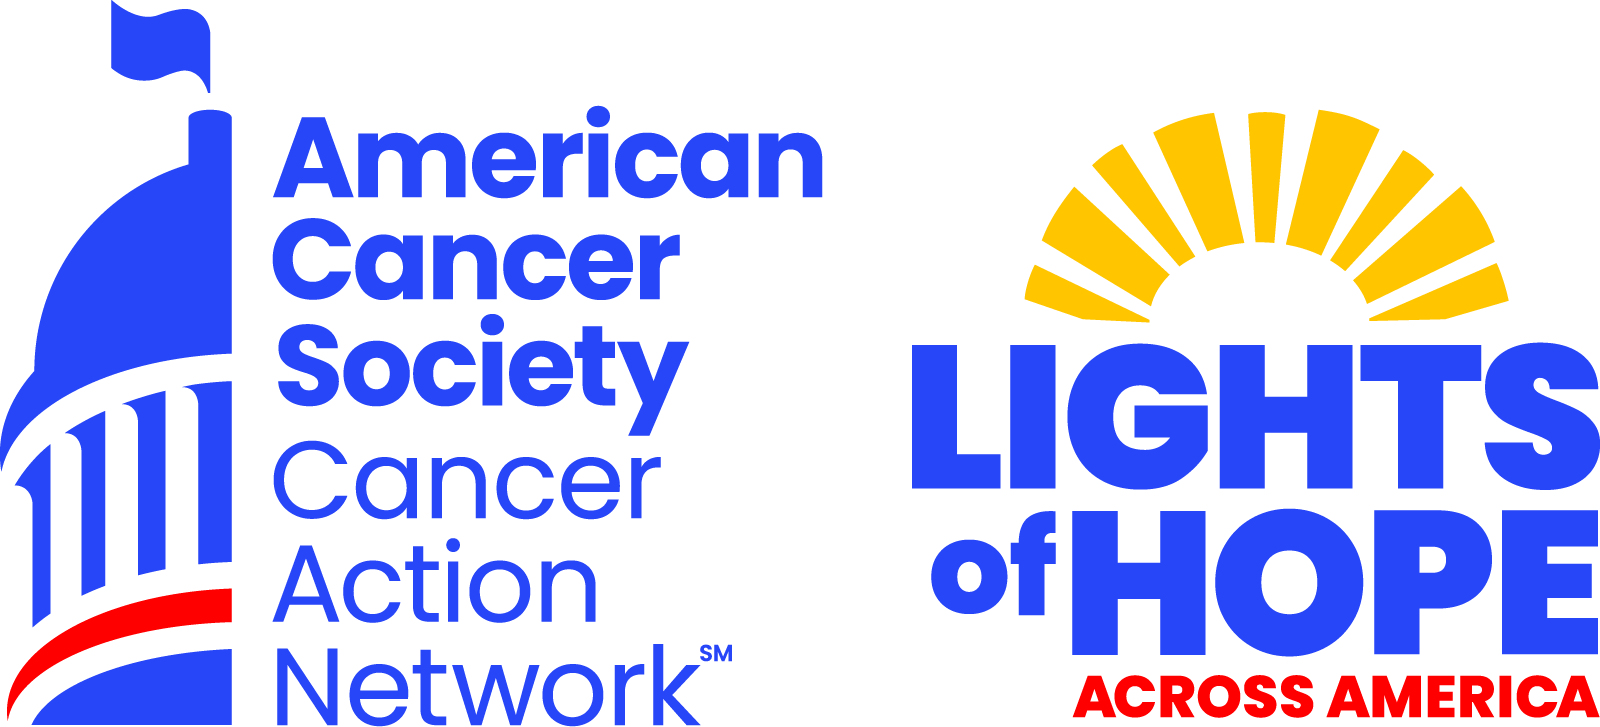 American
Cancer
Society
Cancer
Action
Network℠
LIGHTS
of HOPE
ACROSS AMERICA